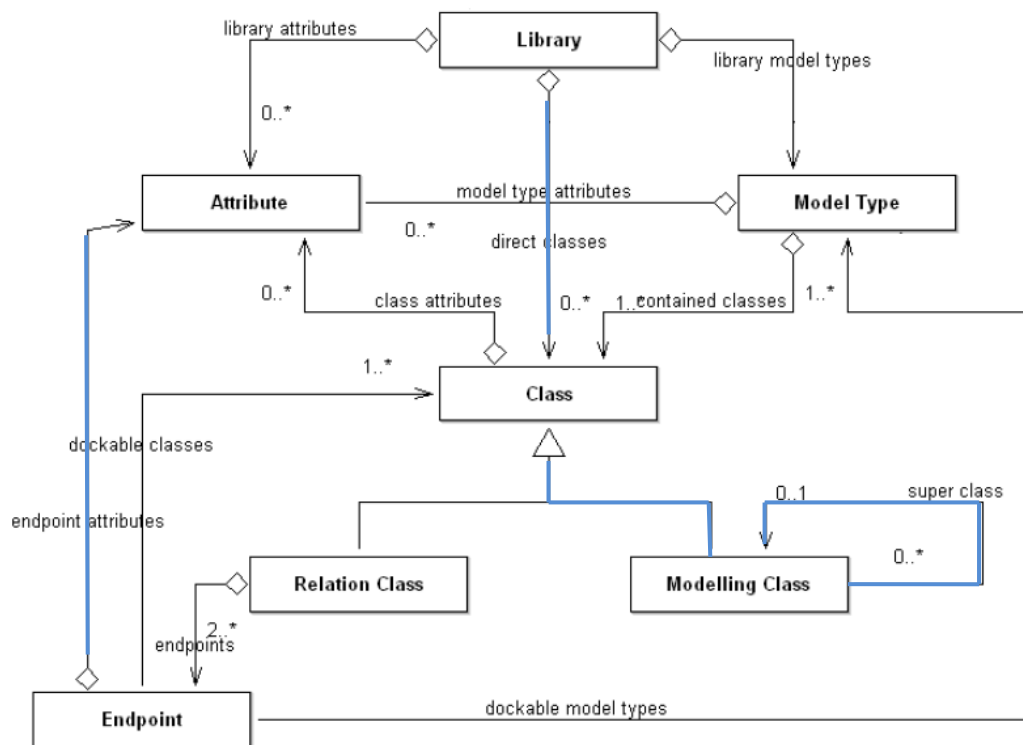 library attributes
Library
library model types
0..*
Attribute
model type attributes
Model Type
0..*
direct classes
0..*
class attributes
0..*
1..*
contained classes
1..*
1..*
Class
dockable classes
0..1
super class
endpoint attributes
0..*
Relation Class
Modelling Class
2..*
endpoints
Endpoint
dockable model types